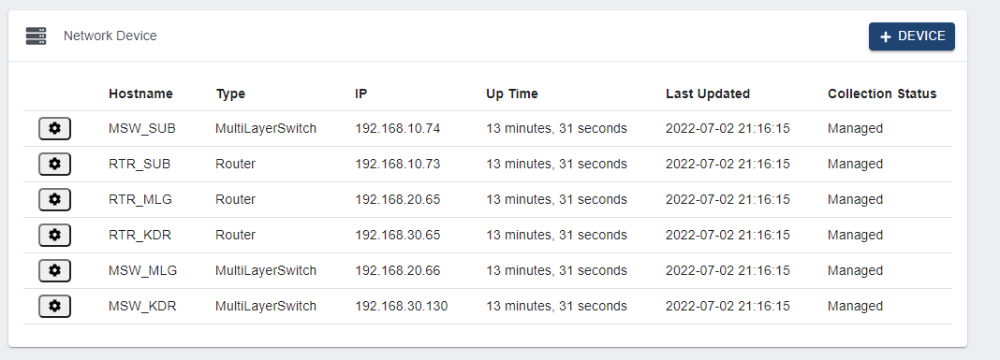 Network Device
+ DEVICE
Hostname Type IP Up Time Last Updated Collection Status
MSW_SUB MultiLayerSwitch 192.168.10.74 13 minutes, 31 seconds 2022-07-02 21:16:15 Managed
RTR_SUB Router 192.168.10.73 13 minutes, 31 seconds 2022-07-02 21:16:15 Managed
RTR_MLG Router 192.168.20.65 13 minutes, 31 seconds 2022-07-02 21:16:15 Managed
RTR_KDR Router 192.168.30.65 13 minutes, 31 seconds 2022-07-02 21:16:15 Managed
MSW_MLG MultiLayerSwitch 192.168.20.66 13 minutes, 31 seconds 2022-07-02 21:16:15 Managed
MSW_KDR MultiLayerSwitch 192.168.30.130 13 minutes, 31 seconds 2022-07-02 21:16:15 Managed